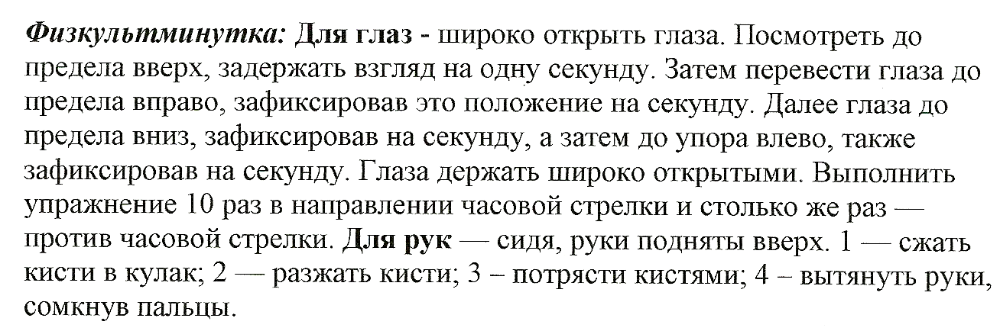 Физкультминутка: Для глаз - широко открыть глаза. Посмотреть до
предела вверх, задержать взгляд на одну секунду. Затем перевести глаза до
предела вправо, зафиксировав это положение на секунду. Далее глаза до
предела вниз, зафиксировав на секунду, а затем до упора влево, также
зафиксировав на секунду. Глаза держать широко открытыми. Выполнить
упражнение 10 раз в направлении часовой стрелки и столько же раз —
против часовой стрелки. Для рук — сидя, руки подняты вверх. 1 — сжать
кисти в кулак; 2 — разжать кисти; 3 – потрясти кистями; 4 – вытянуть руки,
сомкнув пальцы.